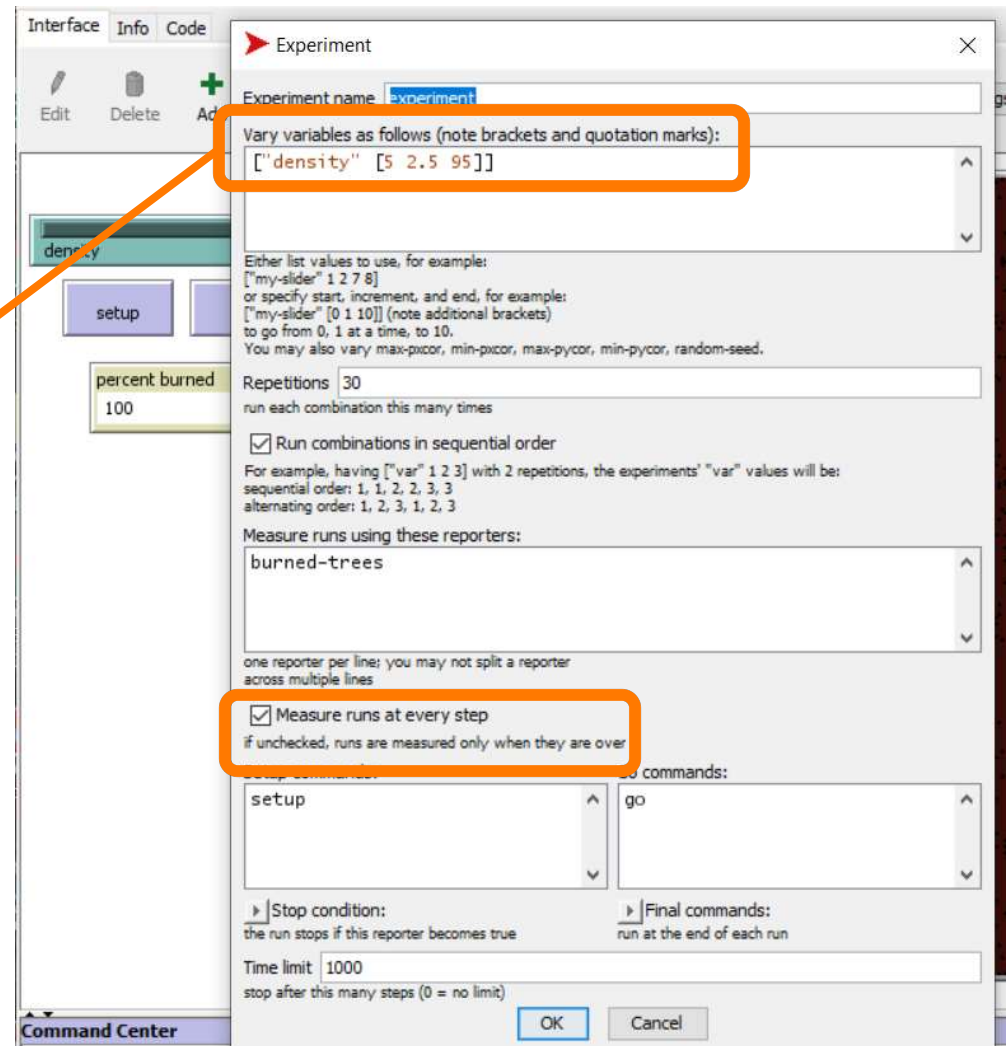 Interface Info Code
Experiment
Edit Delete
Experiment name experiment
Vary variables as follows (note brackets and quotation marks):
["density" [5 2.5 95]]
density
Either list values to use, for example:
["my-slider" 1 2 7 8]
or specify start, increment, and end, for example:
["my-slider" [0 1 10]] (note additional brackets)
to go from 0, 1 at a time, to 10.
You may also vary max-pxcor, min-pxcor, max-pycor, min-pycor, random-seed.
setup
percent burned
100
Repetitions 30
run each combination this many times
Run combinations in sequential order
For example, having ["var" 1 2 3] with 2 repetitions, the experiments' "var" values will be:
sequential order: 1, 1, 2, 2, 3, 3
alternating order: 1, 2, 3, 1, 2, 3
Measure runs using these reporters:
burned-trees
one reporter per line; you may not split a reporter
across multiple lines
Measure runs at every step
if unchecked, runs are measured only when they are over
commands:
setup
go
Stop condition:
the run stops if this reporter becomes true
Final commands:
run at the end of each run
Time limit 1000
stop after this many steps (0 = no limit)
OK Cancel
Command Center